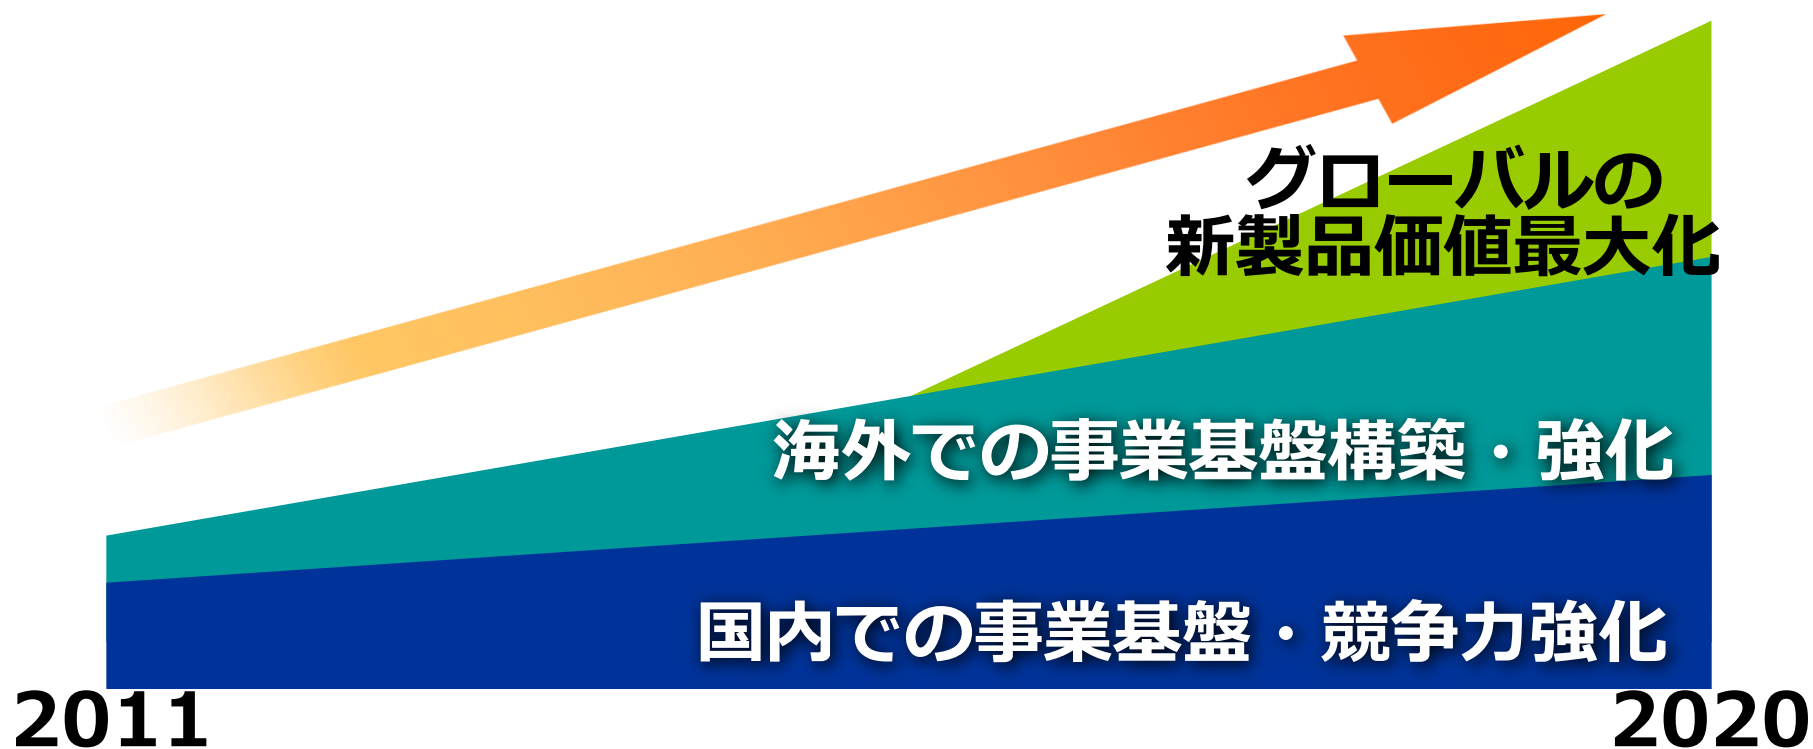 グローバルの
新製品価値最大化
海外での事業基盤構築・強化
国内での事業基盤・競争力強化
2011
2020